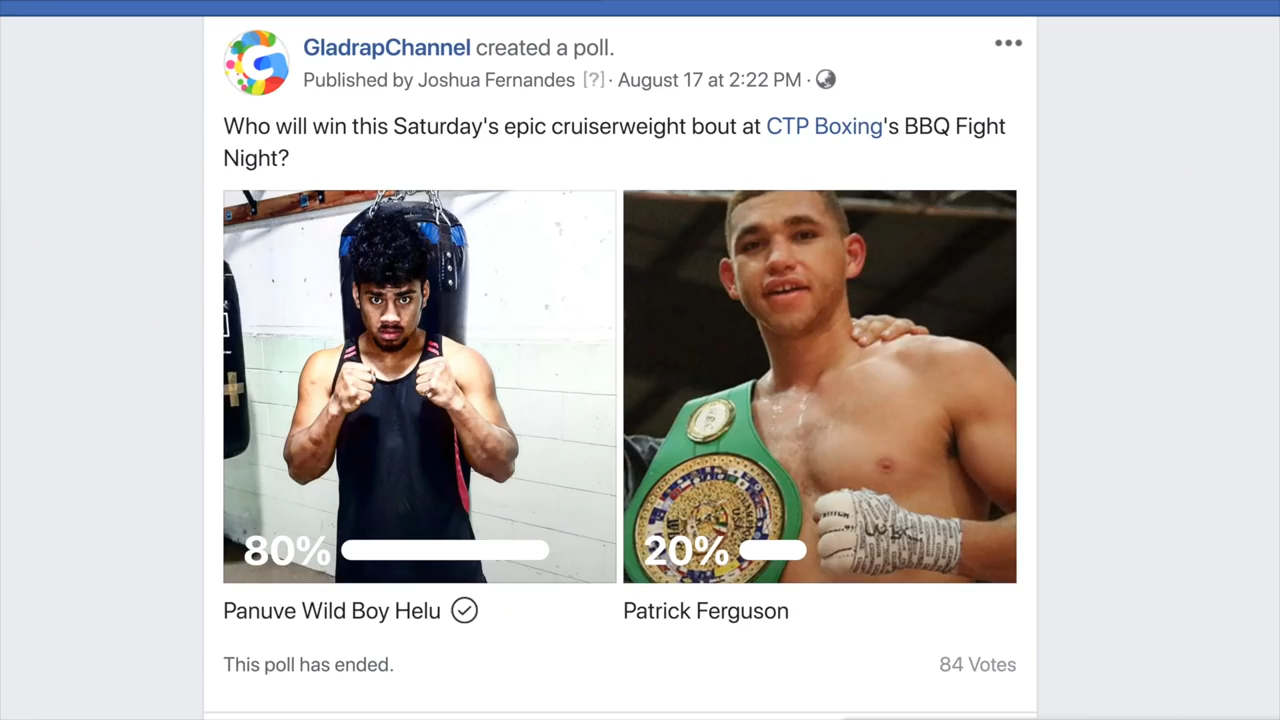 GladrapChannel created a poll.
Published by Joshua Fernandes [?] · August 17 at 2:22 PM ·
Who will win this Saturday's epic cruiserweight bout at CTP Boxing's BBQ Fight
Night?
80%
20%
Panuve Wild Boy Helu
Patrick Ferguson
This poll has ended.
84 Votes